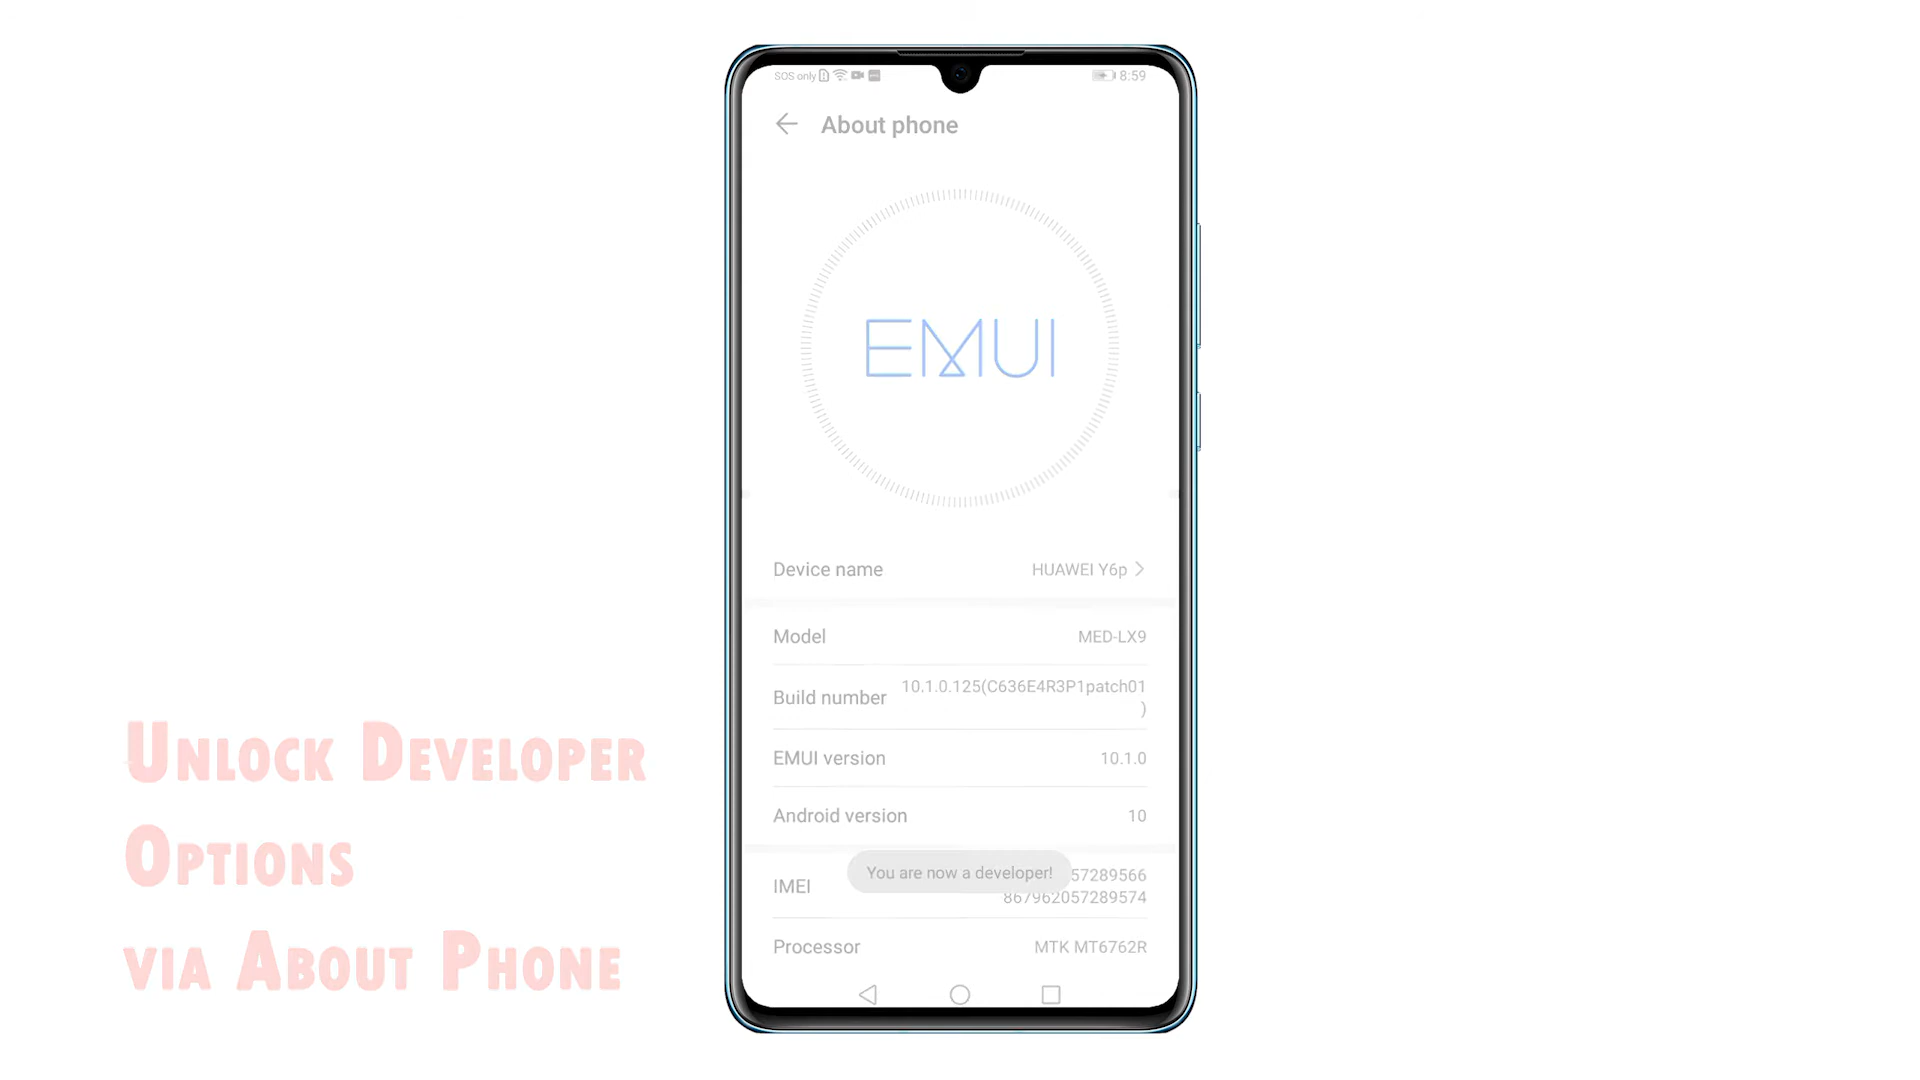 SOS only
8:59
About phone
EMUI
Device name HUAWEI Y6p
Model MED-LX9
Build number 10.1.0.125(C636E4R3P1patch01
)
EMUI version 10.1.0
Android version 10
You are now a developer!
IMEI 57289566
867962057289574
Processor MTK MT6762R
Unlock Developer
Options
via About Phone